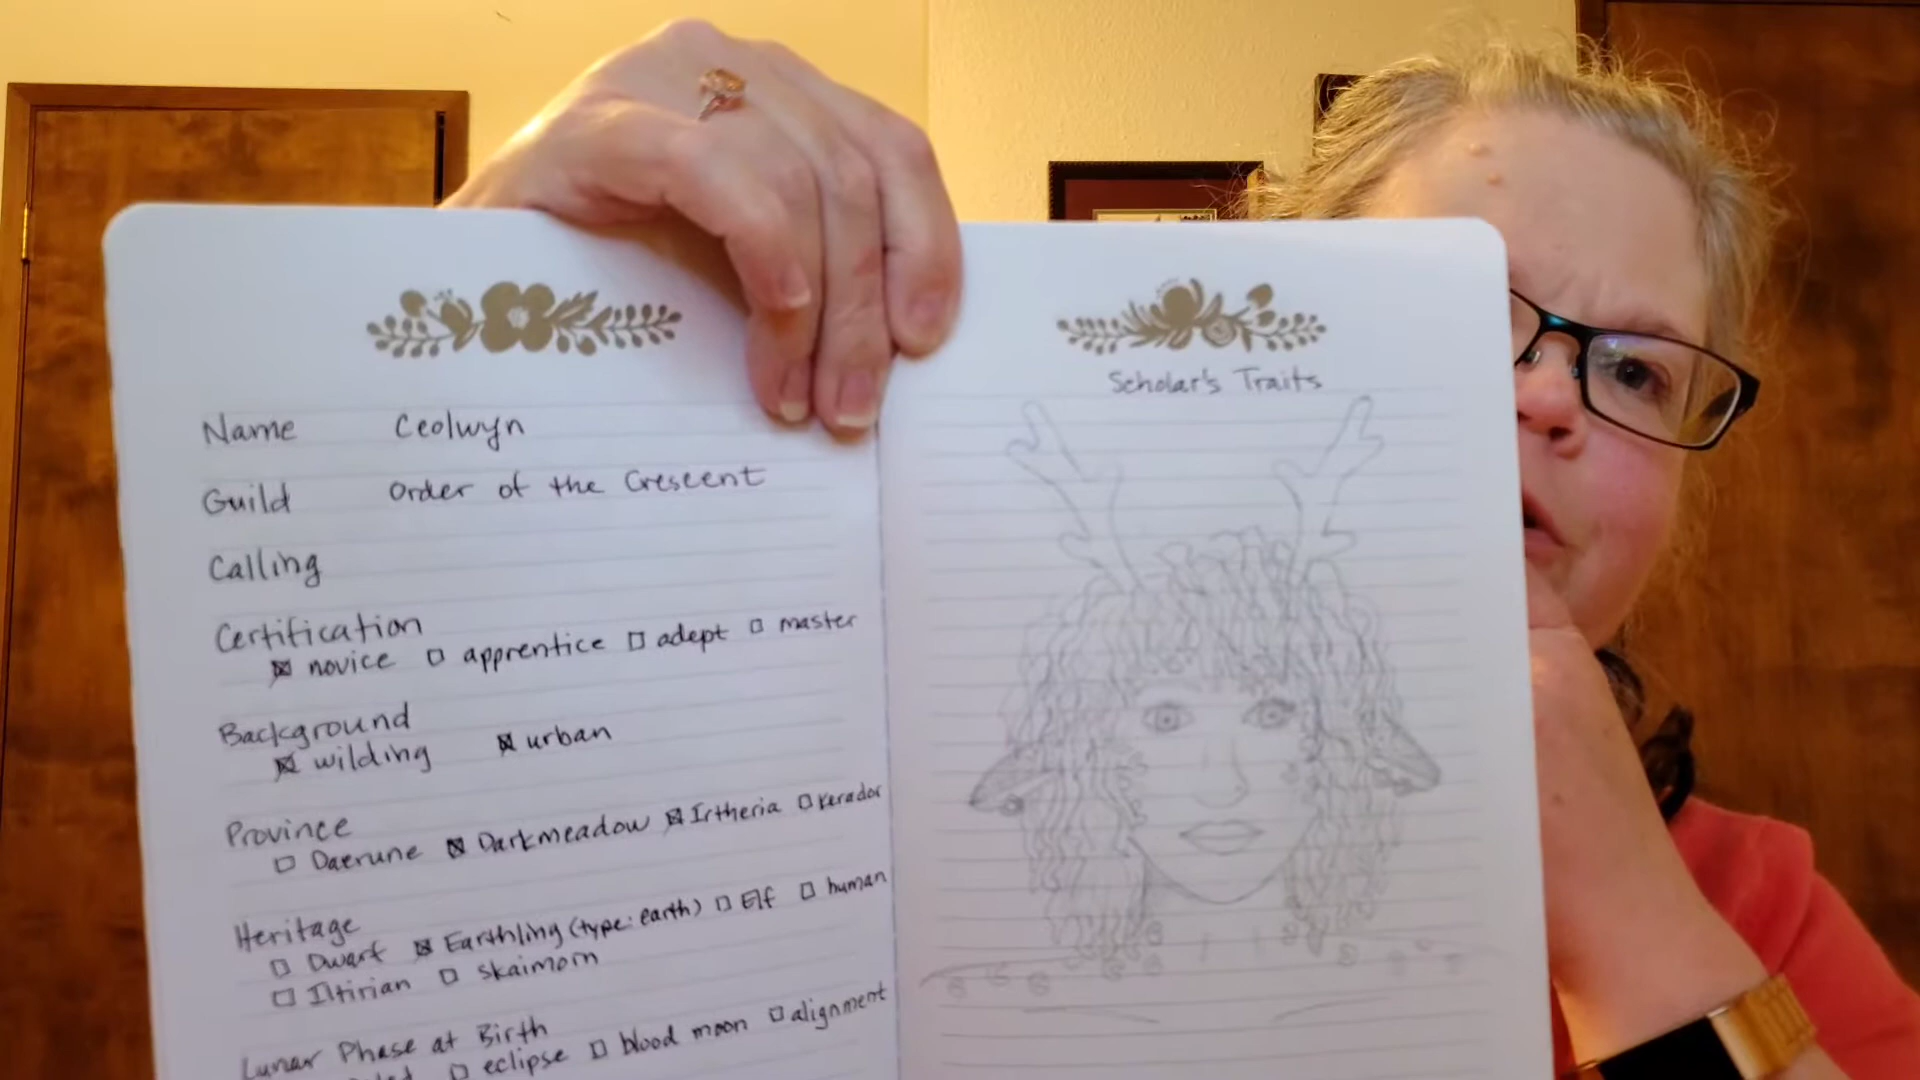 Name Ceolwyn
Guild Order of the Crescent
Calling
Certification
novice apprentice adept master
Background
wilding urban
Province
Daerune Darkmeadow Irtheria Kerador
Heritage
Dwarf Earthling (type: earth) Elf human
Iltirian skaimorn
Lunar Phase at Birth
eclipse blood moon alignment
Scholar's Traits